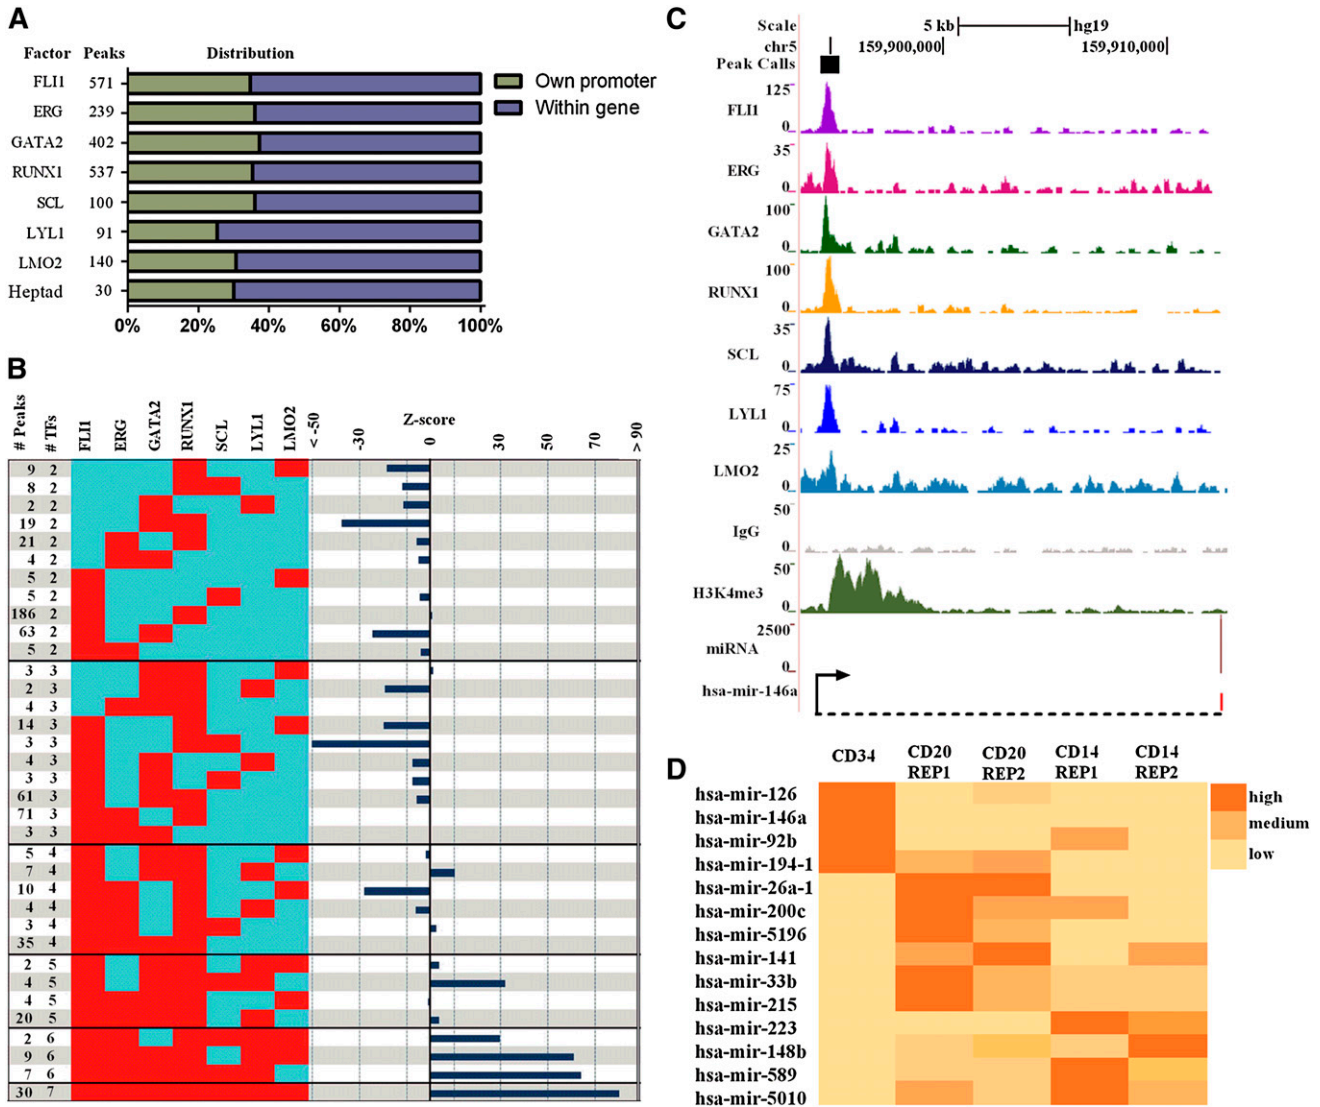 A
Factor Peaks Distribution
FLI1 571
ERG 239
GATA2 402
RUNX1 537
SCL 100
LYL1 91
LMO2 140
Heptad 30
0% 20% 40% 60% 80% 100%
Own promoter
Within gene
B
# Peaks # TFs FLI1 ERG GATA2 RUNX1 SCL LYL1 LMO2
Z-score
< -50 -30 0 30 50 70 > 90
9 2
8 2
2 2
19 2
21 2
4 2
5 2
5 2
186 2
63 2
5 2
3 3
2 3
4 3
14 3
3 3
4 3
3 3
61 3
71 3
3 3
5 4
7 4
10 4
4 4
3 4
35 4
2 5
4 5
4 5
20 5
2 6
9 6
7 6
30 7
C
Scale 5 kb hg19
chr5 159,900,000 159,910,000
Peak Calls
125
FLI1
0
35
ERG
0
100
GATA2
0
100
RUNX1
0
35
SCL
0
75
LYL1
0
25
LMO2
0
50
IgG
0
50
H3K4me3
0
2500
miRNA
0
hsa-mir-146a
D
CD34 CD20 REP1 CD20 REP2 CD14 REP1 CD14 REP2
hsa-mir-126
hsa-mir-146a
hsa-mir-92b
hsa-mir-194-1
hsa-mir-26a-1
hsa-mir-200c
hsa-mir-5196
hsa-mir-141
hsa-mir-33b
hsa-mir-215
hsa-mir-223
hsa-mir-148b
hsa-mir-589
hsa-mir-5010
high
medium
low